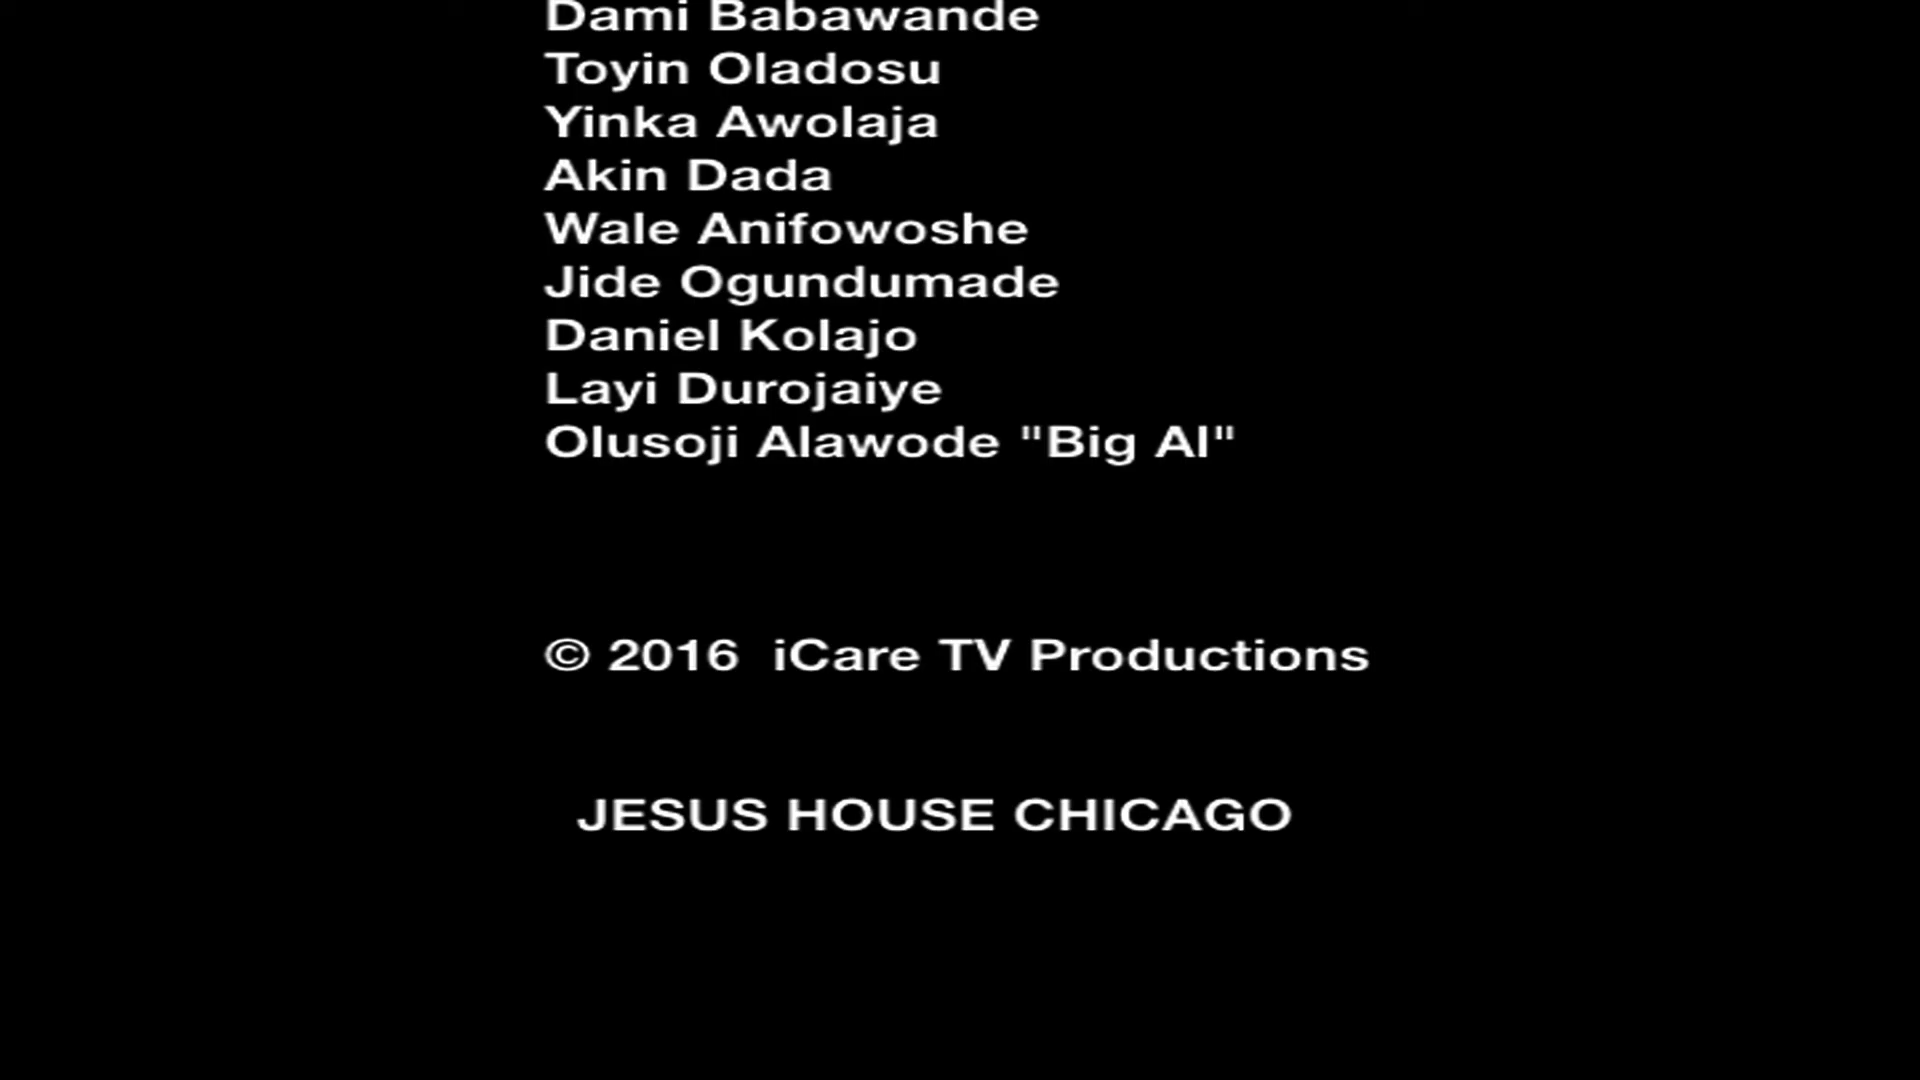 Dami Babawande
Toyin Oladosu
Yinka Awolaja
Akin Dada
Wale Anifowoshe
Jide Ogundumade
Daniel Kolajo
Layi Durojaiye
Olusoji Alawode "Big Al"
© 2016  iCare TV Productions
JESUS HOUSE CHICAGO